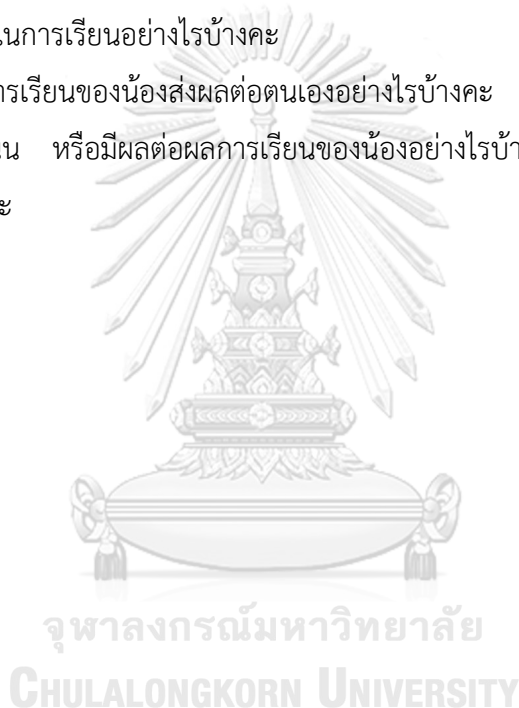 นการเรียนอย่างไรบ้างคะ
ารเรียนของน้องส่งผลต่อตนเองอย่างไรบ้างคะ
น หรือมีผลต่อผลการเรียนของน้องอย่างไรบ้า
ะ
จุฬาลงกรณ์มหาวิทยาลัย
CHULALONGKORN UNIVERSITY